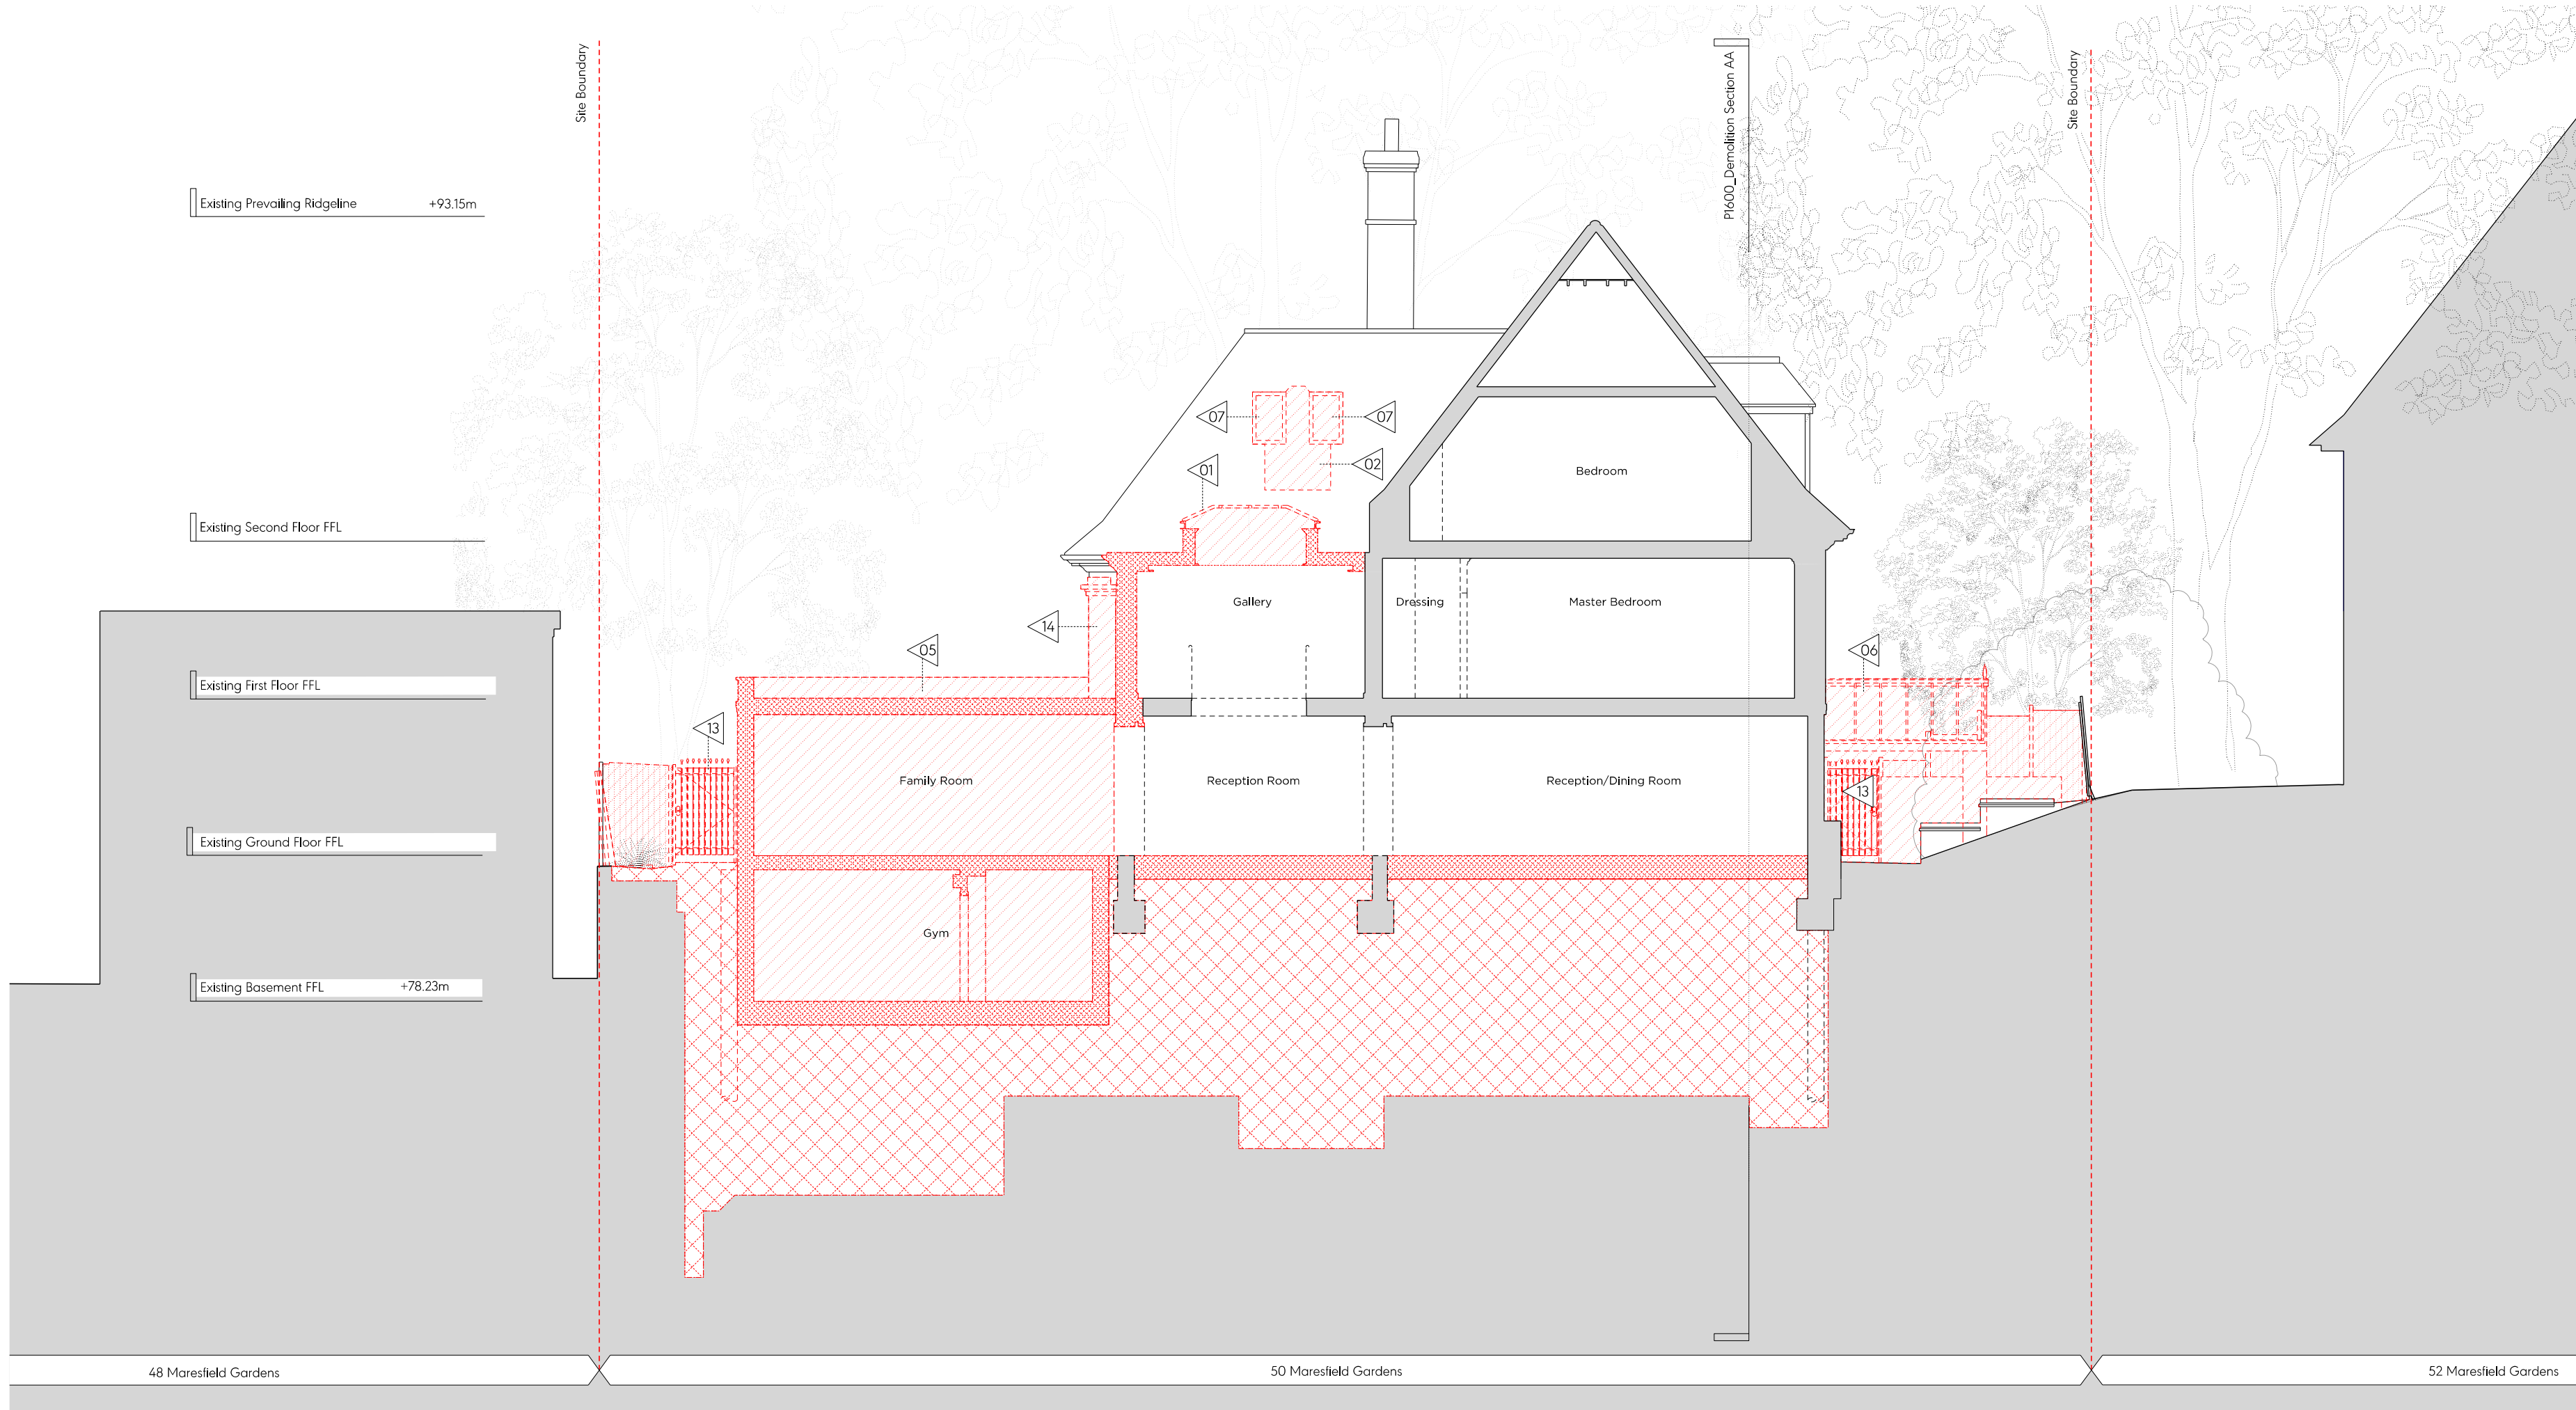 Site Boundary
P1600_Demolition Section AA
Site Boundary
Existing Prevailing Ridgeline +93.15m
07
07
01
02
Bedroom
Existing Second Floor FFL
Gallery
Dressing
Master Bedroom
14
05
06
Existing First Floor FFL
13
Family Room
Reception Room
Reception/Dining Room
13
Existing Ground Floor FFL
Gym
Existing Basement FFL +78.23m
48 Maresfield Gardens
50 Maresfield Gardens
52 Maresfield Gardens